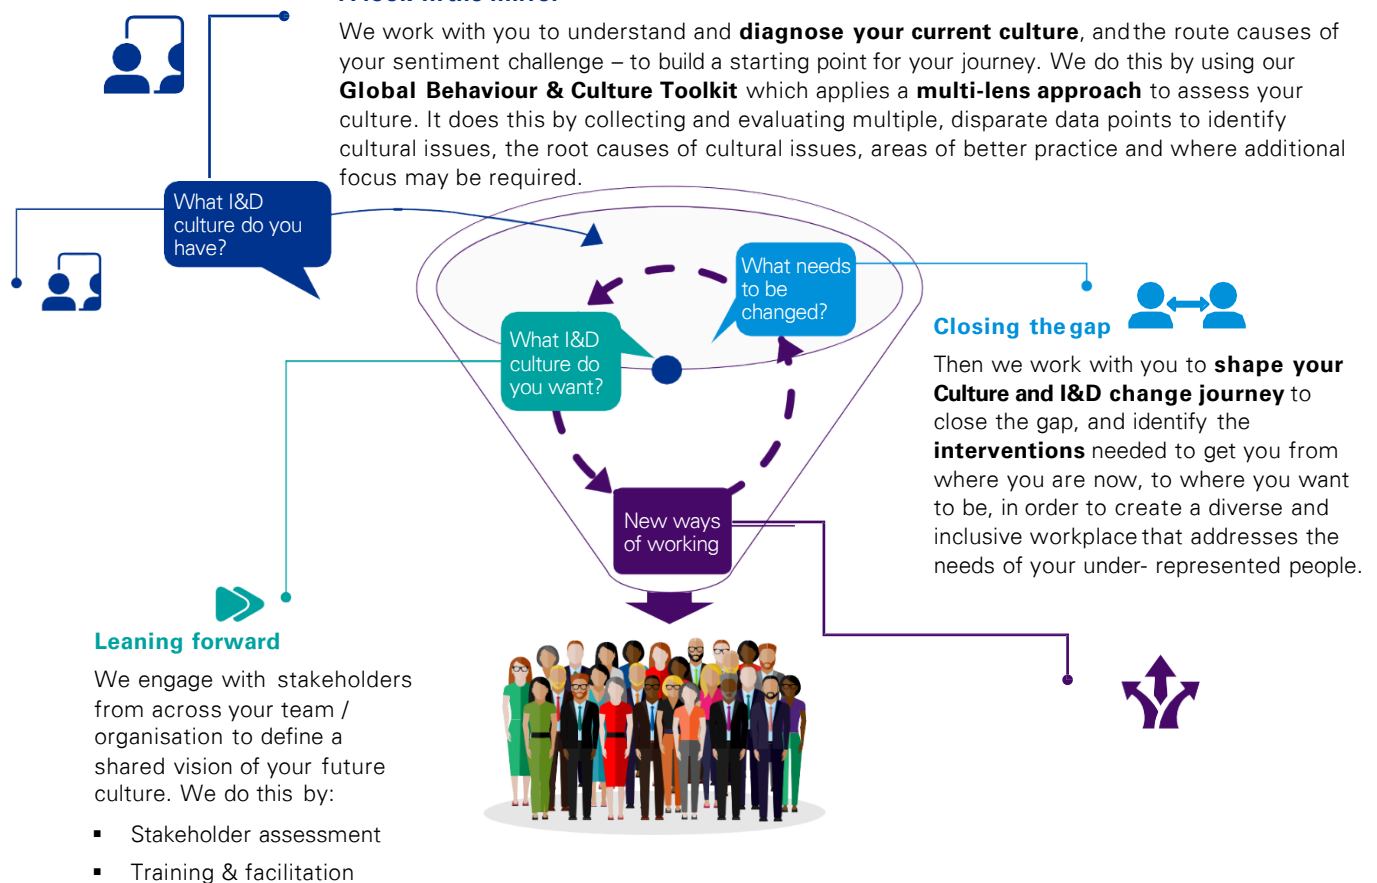 We work with you to understand and diagnose your current culture, andthe route causes of
your sentiment challenge – to build a starting point for your journey. We do this by using our
Global Behaviour & Culture Toolkit which applies a multi-lens approach to assess your
culture. It does this by collecting and evaluating multiple, disparate data points to identify
cultural issues, the root causes of cultural issues, areas of better practice and where additional
focus may be required.
What I&D
culture do you
have?
What needs
to be
changed?
What I&D
culture do
you want?
New ways
of working
Closing the gap
Then we work with you to shape your
Culture and I&D change journey to
close the gap, and identify the
interventions needed to get you from
where you are now, to where you want
to be, in order to create a diverse and
inclusive workplace that addresses the
needs of your under- represented people.
Leaning forward
We engage with stakeholders
from across your team /
organisation to define a
shared vision of your future
culture. We do this by:
▪ Stakeholder assessment
▪ Training & facilitation